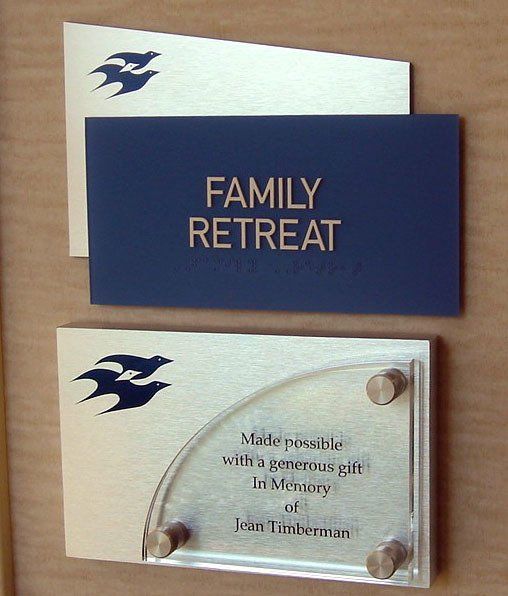 FAMILY
RETREAT
Made possible
with a generous gift
In Memory
of
Jean Timberman